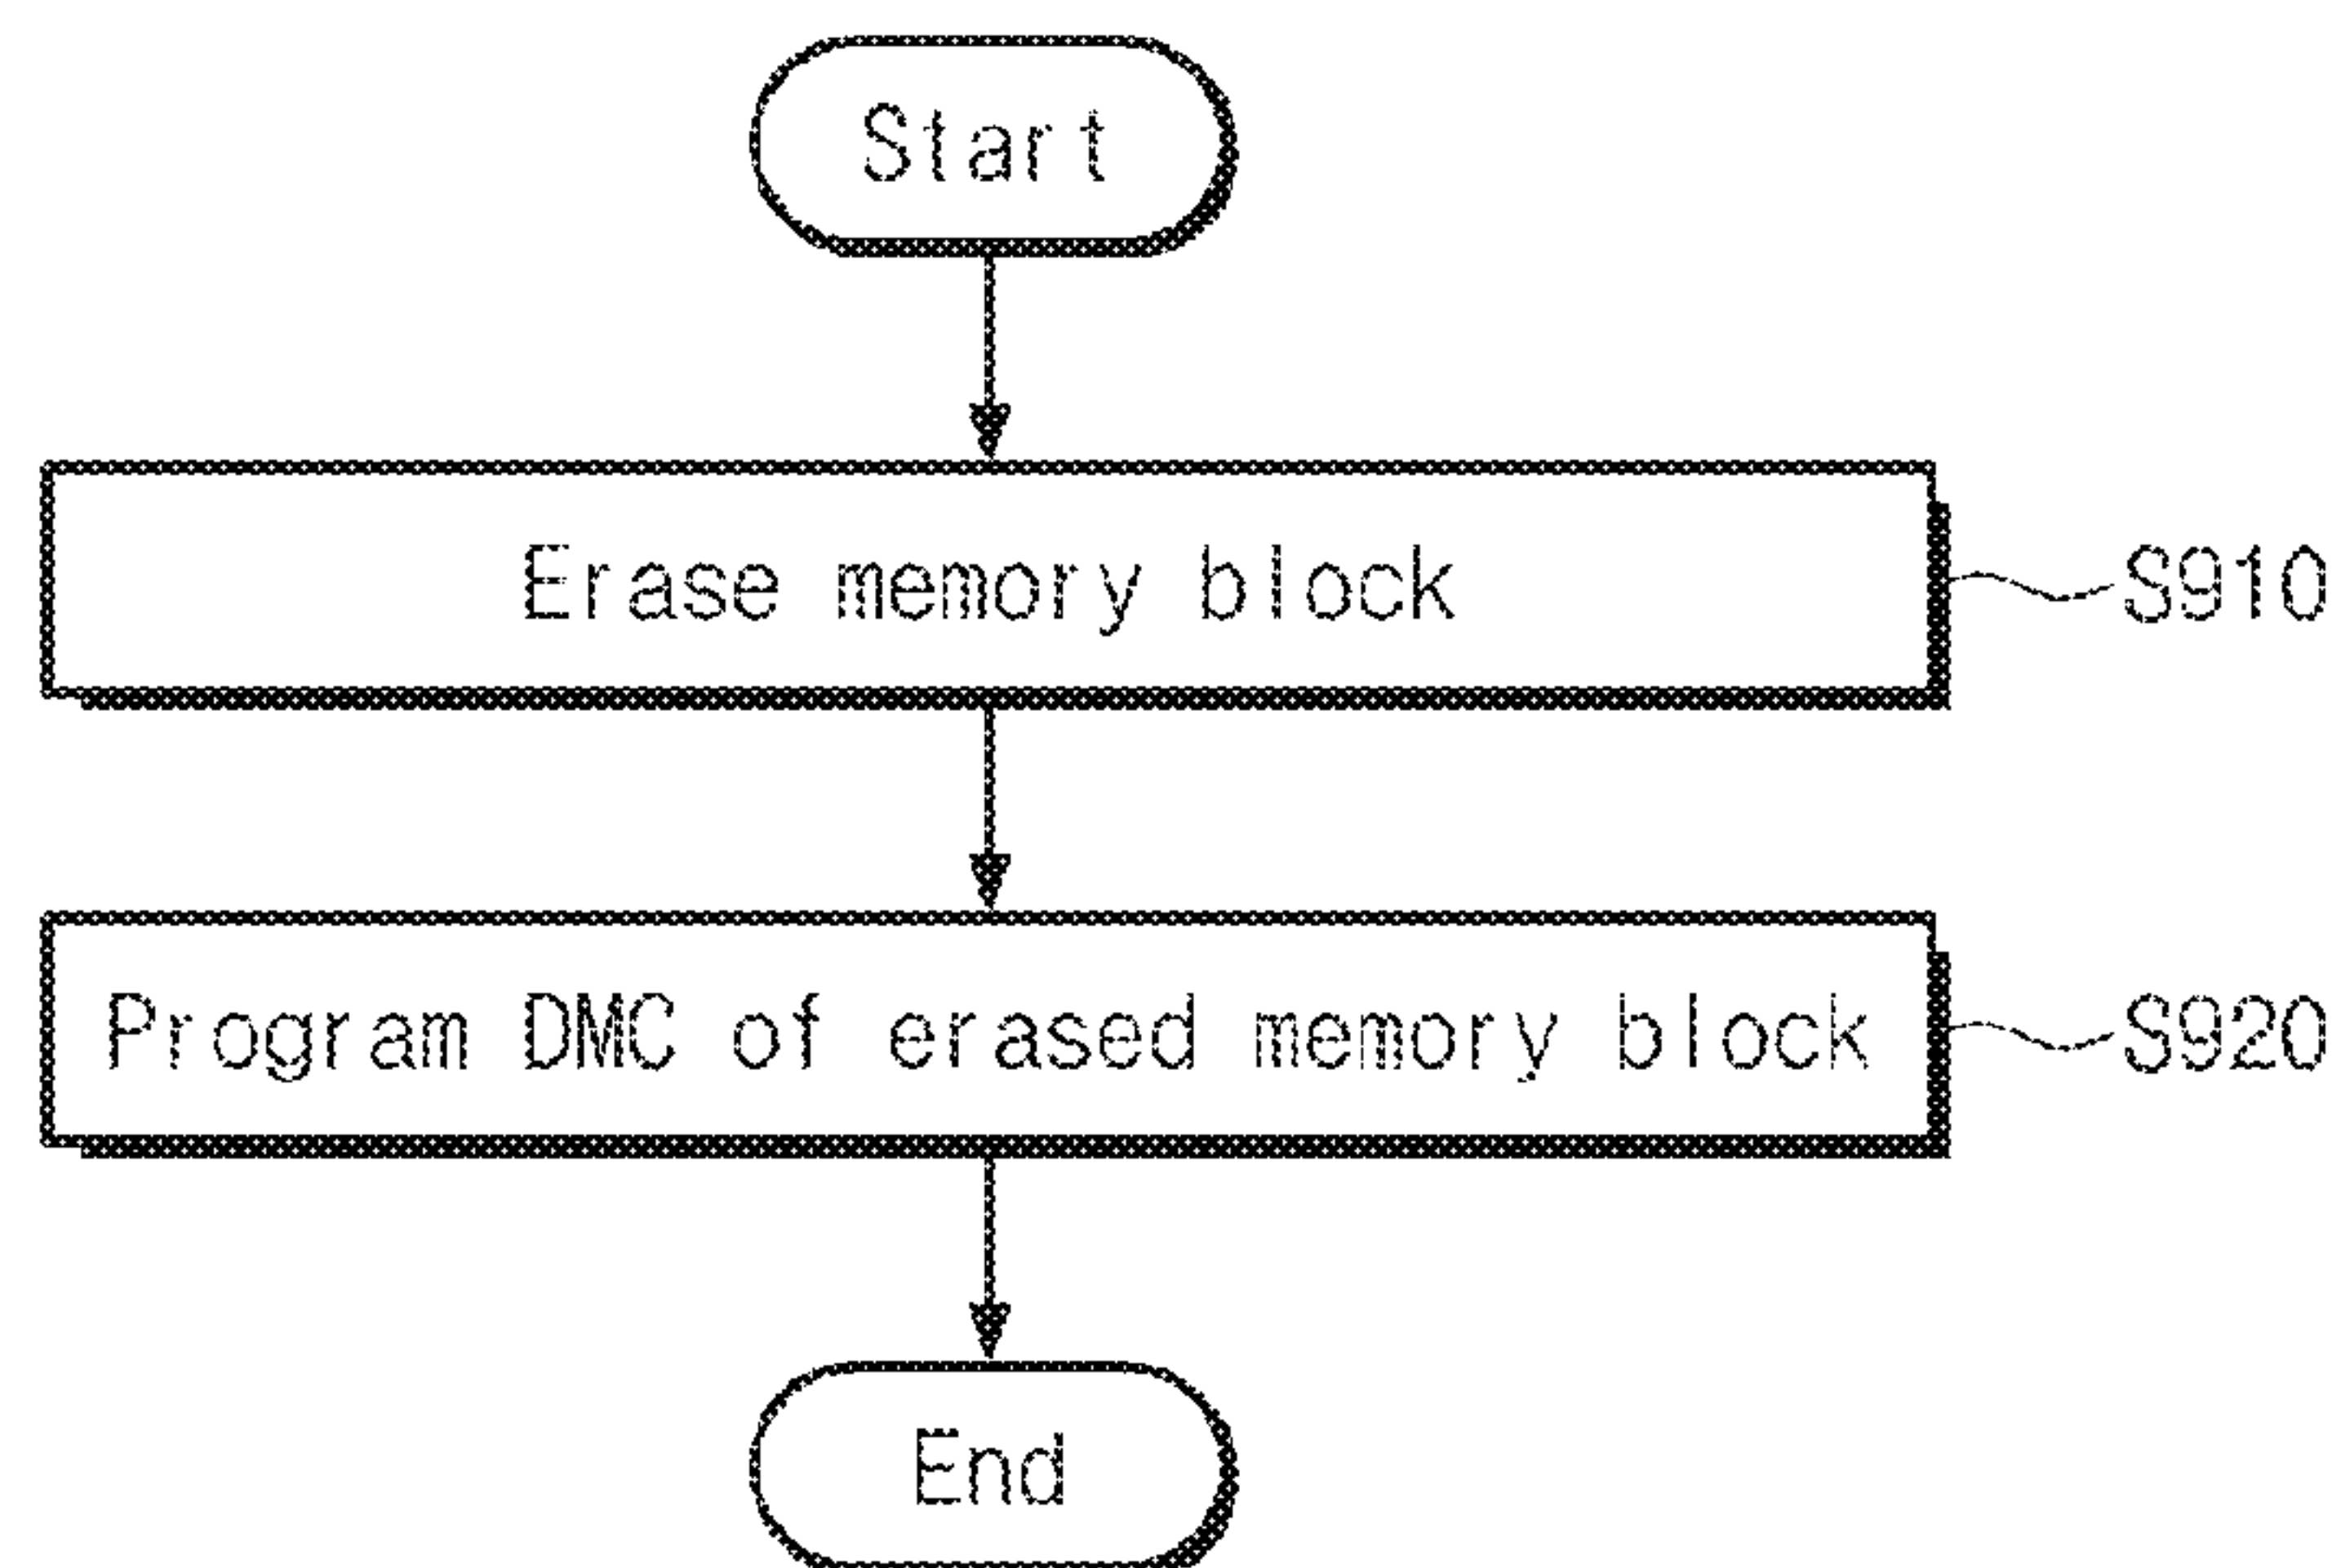 Start
Erase memory block
S910
Program DMC of erased memory block
S920
End